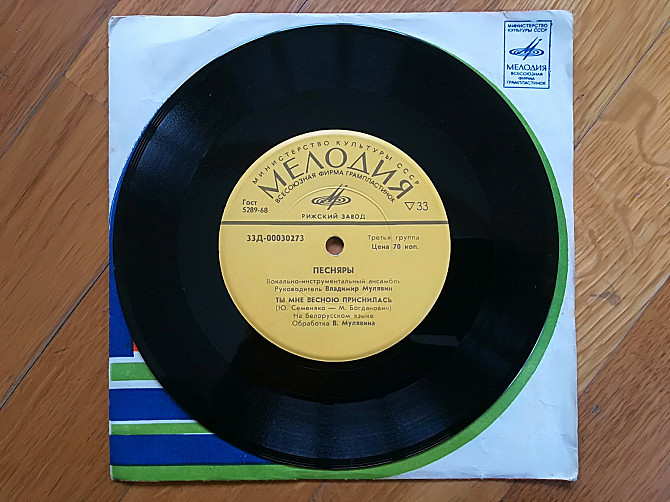 МИНИСТЕРСТВО
КУЛЬТУРЫ СССР
МЕЛОДИЯ
ВСЕСОЮЗНАЯ
ФИРМА
ГРАМПЛАСТИНОК
МИНИСТЕРСТВО КУЛЬТУРЫ СССР
МЕЛОДИЯ
ВСЕСОЮЗНАЯ ФИРМА ГРАМПЛАСТИНОК
Гост
5289-68
▽33
РИЖСКИЙ ЗАВОД
33Д-00030273
Третья группа
Цена 70 коп.
ПЕСНЯРЫ
Вокально-инструментальный ансамбль
Руководитель Владимир Мулявин
ТЫ МНЕ ВЕСНОЮ ПРИСНИЛАСЬ
(Ю. Семеняко — М. Богданович)
На белорусском языке
Обработка В. Мулявина